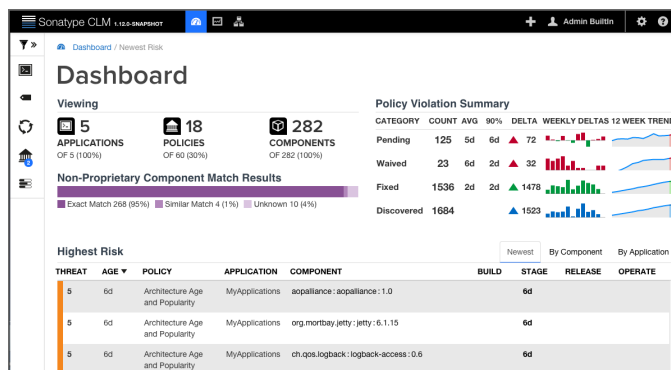 Sonatype CLM 1.12.0-SNAPSHOT
Admin BuiltIn
Dashboard / Newest Risk
Dashboard
Viewing
5
APPLICATIONS
OF 5 (100%)
18
POLICIES
OF 60 (30%)
282
COMPONENTS
OF 282 (100%)
Non-Proprietary Component Match Results
Exact Match 268 (95%) Similar Match 4 (1%) Unknown 10 (4%)
Policy Violation Summary
CATEGORY COUNT AVG 90% DELTA WEEKLY DELTAS 12 WEEK TREND
Pending 125 5d 6d 72
Waived 23 6d 2d 32
Fixed 1536 2d 2d 1478
Discovered 1684 1523
2
Highest Risk
Newest By Component By Application
THREAT AGE ▼ POLICY APPLICATION COMPONENT BUILD STAGE RELEASE OPERATE
5 6d Architecture Age MyApplications aopalliance : aopalliance : 1.0 6d
and Popularity
5 6d Architecture Age MyApplications org.mortbay.jetty : jetty : 6.1.15 6d
and Popularity
5 6d Architecture Age MyApplications ch.qos.logback : logback-access : 0.6 6d
and Popularity